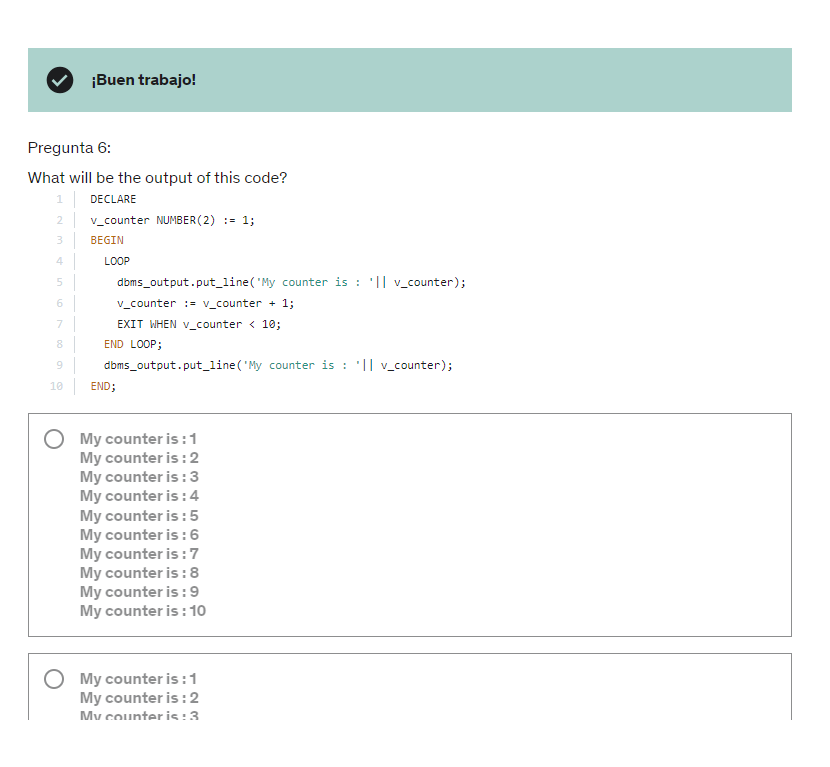 ¡Buen trabajo!
Pregunta 6:
What will be the output of this code?
1 DECLARE
2 v_counter NUMBER(2) := 1;
3 BEGIN
4 LOOP
5 dbms_output.put_line('My counter is : '|| v_counter);
6 v_counter := v_counter + 1;
7 EXIT WHEN v_counter < 10;
8 END LOOP;
9 dbms_output.put_line('My counter is : '|| v_counter);
10 END;
My counter is : 1
My counter is : 2
My counter is : 3
My counter is : 4
My counter is : 5
My counter is : 6
My counter is : 7
My counter is : 8
My counter is : 9
My counter is : 10
My counter is : 1
My counter is : 2
My counter is : 3